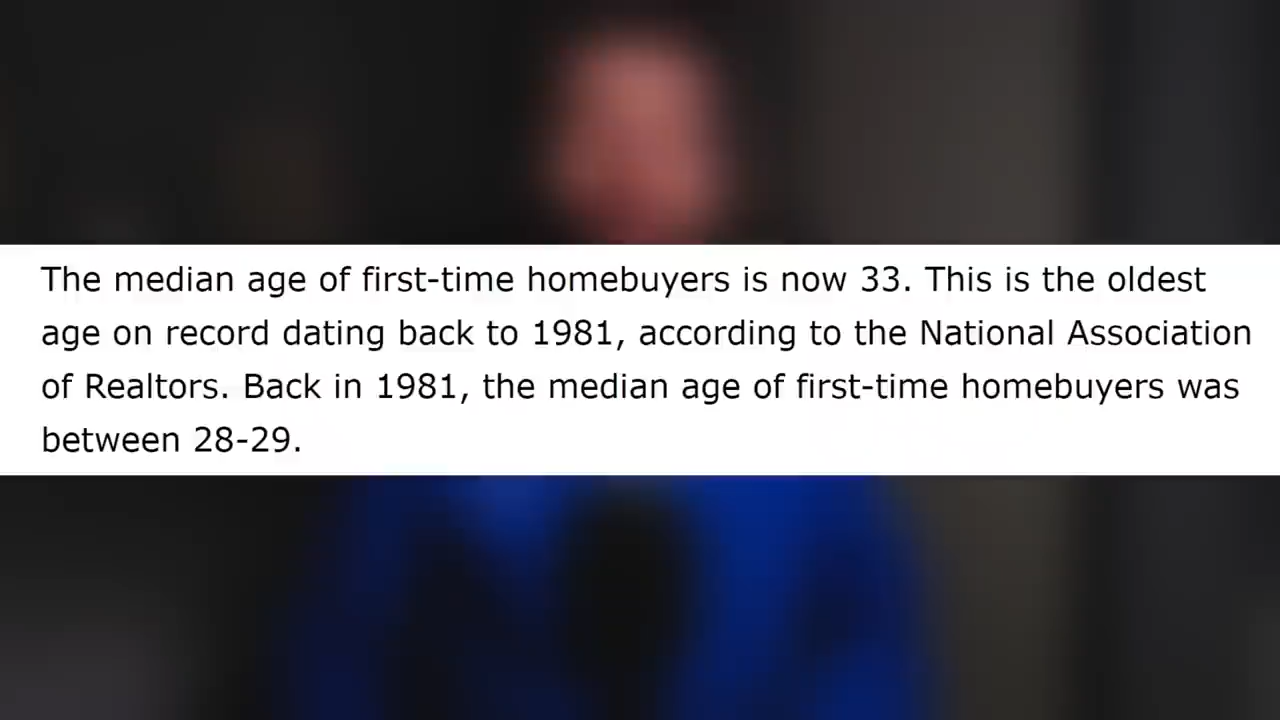 The median age of first-time homebuyers is now 33. This is the oldest
age on record dating back to 1981, according to the National Association
of Realtors. Back in 1981, the median age of first-time homebuyers was
between 28-29.